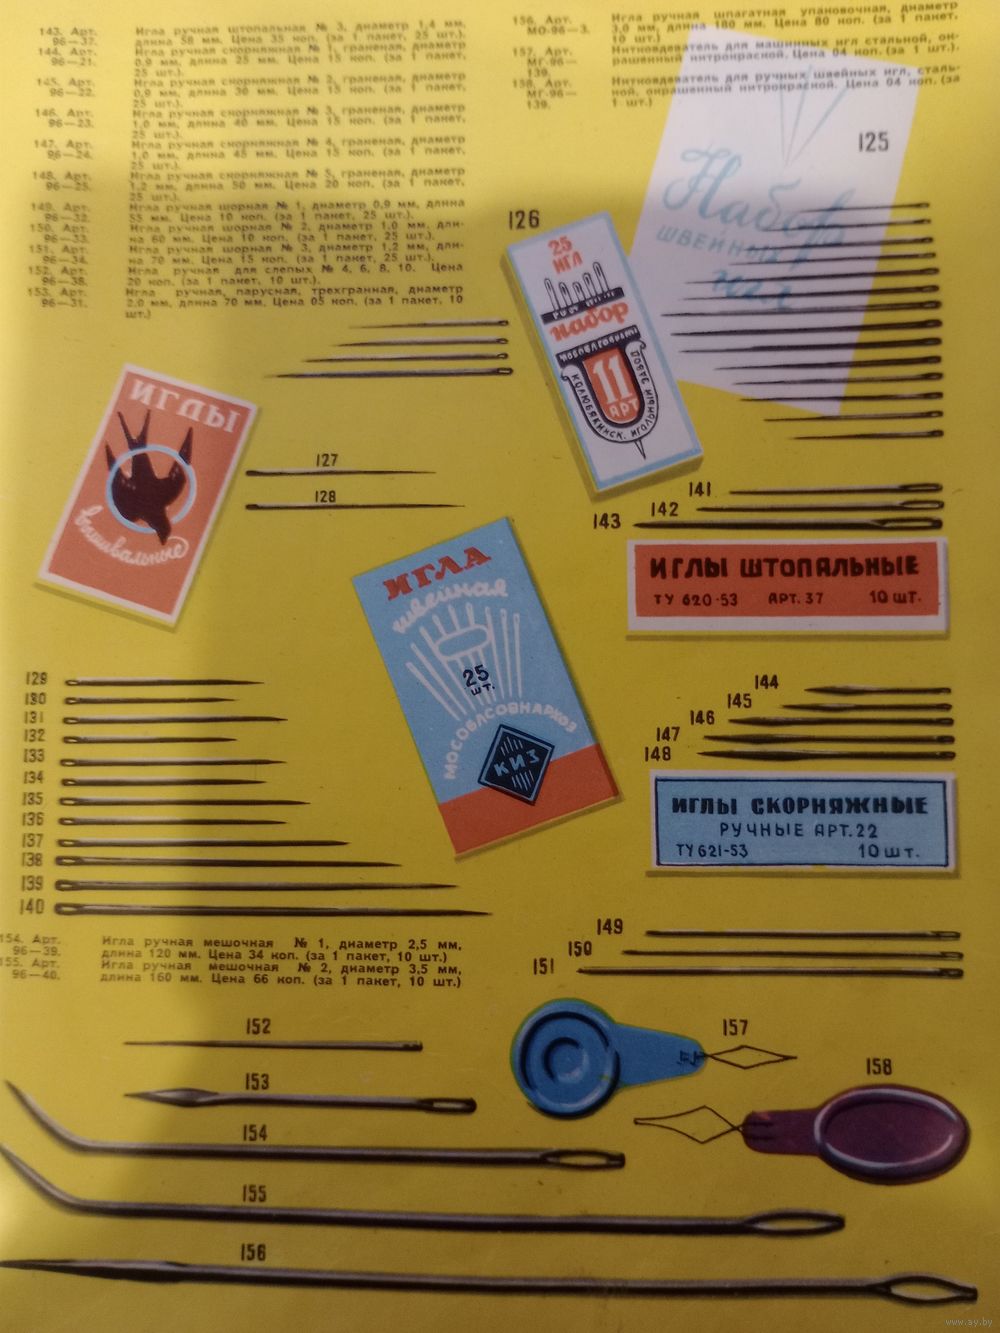 143. Арт. 96—37. Игла ручная штопальная № 3, диаметр 1,4 мм,
длина 58 мм. Цена 35 коп. (за 1 пакет, 25 шт.).
144. Арт. 96—21. Игла ручная скорняжная № 1, граненая, диаметр
0,9 мм, длина 25 мм. Цена 15 коп. (за 1 пакет,
25 шт.).
145. Арт. 96—22. Игла ручная скорняжная № 2, граненая, диаметр
0,9 мм, длина 30 мм. Цена 15 коп. (за 1 пакет,
25 шт.).
146. Арт. 96—23. Игла ручная скорняжная № 3, граненая, диаметр
1,0 мм, длина 40 мм. Цена 15 коп. (за 1 пакет,
25 шт.).
147. Арт. 96—24. Игла ручная скорняжная № 4, граненая, диаметр
1,0 мм, длина 45 мм. Цена 15 коп. (за 1 пакет,
25 шт.).
148. Арт. 96—25. Игла ручная скорняжная № 5, граненая, диаметр
1,2 мм, длина 50 мм. Цена 20 коп. (за 1 пакет,
25 шт.).
149. Арт. 96—32. Игла ручная шорная № 1, диаметр 0,9 мм, длина
55 мм. Цена 10 коп. (за 1 пакет, 25 шт.).
150. Арт. 96—33. Игла ручная шорная № 2, диаметр 1,0 мм, дли-
на 60 мм. Цена 10 коп. (за 1 пакет, 25 шт.).
151. Арт. 96—34. Игла ручная шорная № 3, диаметр 1,2 мм, дли-
на 70 мм. Цена 15 коп. (за 1 пакет, 25 шт.).
152. Арт. 96—38. Игла ручная для слепых № 4, 6, 8, 10. Цена
20 коп. (за 1 пакет, 10 шт.).
153. Арт. 96—31. Игла ручная, парусная, трехгранная, диаметр
2,0 мм, длина 70 мм. Цена 05 коп. (за 1 пакет, 10
шт.)
156. Арт. МО-96—3. Игла ручная шпагатная упаковочная, диаметр
3,0 мм, длина 180 мм. Цена 80 коп. (за 1 пакет,
10 шт.)
157. Арт. МГ-96—139. Нитковдеватель для машинных игл стальной, ок-
рашенный нитрокраской. Цена 04 коп. (за 1 шт.).
158. Арт. МГ-96—139. Нитковдеватель для ручных швейных игл, сталь-
ной, окрашенный нитрокраской. Цена 04 коп. (за
1 шт.)
125
Набор
швейных
игл
126
25
ИГЛ
набор
МОСОБЛСОВНАРХОЗ
11
АРТ
КОЛЮБАКИНСК. ИГОЛЬНЫЙ ЗАВОД
ИГЛЫ
вышивальные
127
128
141
142
143
ИГЛЫ ШТОПАЛЬНЫЕ
ТУ 620-53 АРТ. 37 10 шт.
ИГЛА
швейная
25
шт.
МОСОБЛСОВНАРХОЗ
КИЗ
129
130
131
132
133
134
135
136
137
138
139
140
144
145
146
147
148
ИГЛЫ СКОРНЯЖНЫЕ
РУЧНЫЕ АРТ. 22
ТУ 621-53 10 шт.
149
150
151
154. Арт. 96—39. Игла ручная мешочная № 1, диаметр 2,5 мм,
длина 120 мм. Цена 34 коп. (за 1 пакет, 10 шт.)
155. Арт. 96—40. Игла ручная мешочная № 2, диаметр 3,5 мм,
длина 160 мм. Цена 66 коп. (за 1 пакет, 10 шт.)
152
153
154
155
156
157
158
www.ay.by